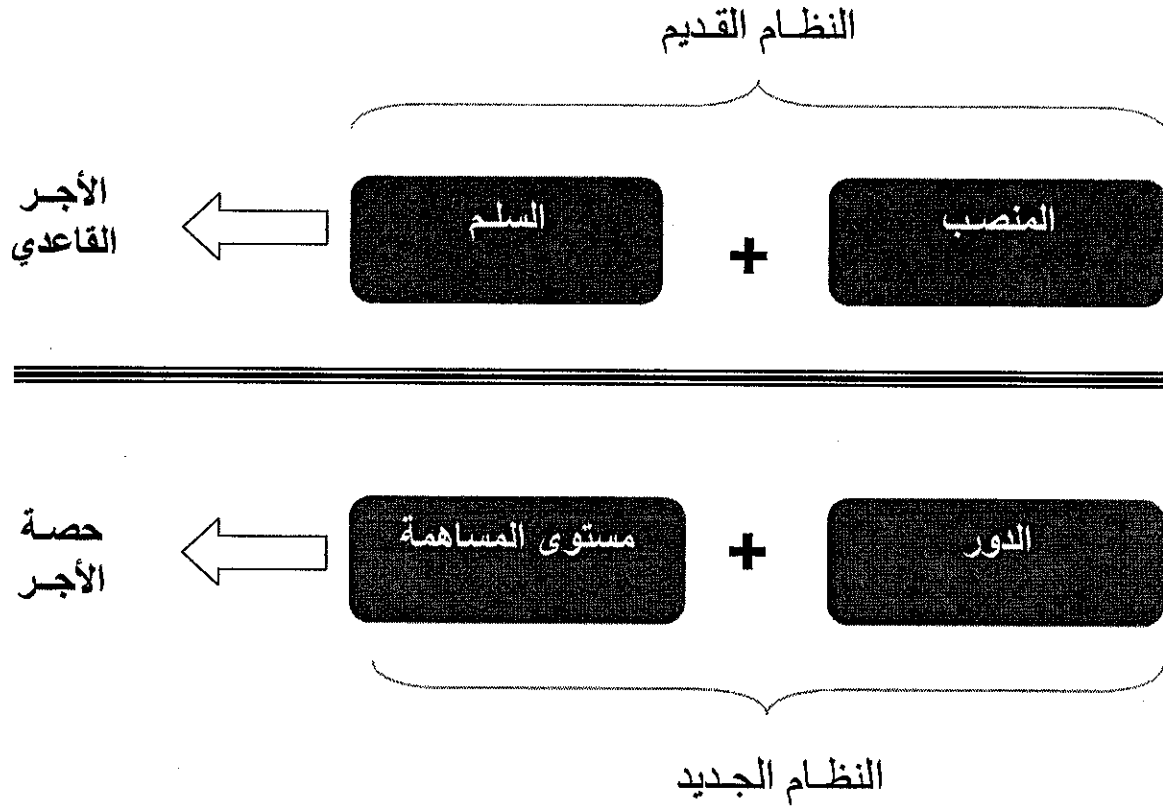 النظام القديم
المنصب
+
السلم
الأجر
القاعدي
الدور
+
مستوى المساهمة
حصة
الأجر
النظام الجديد